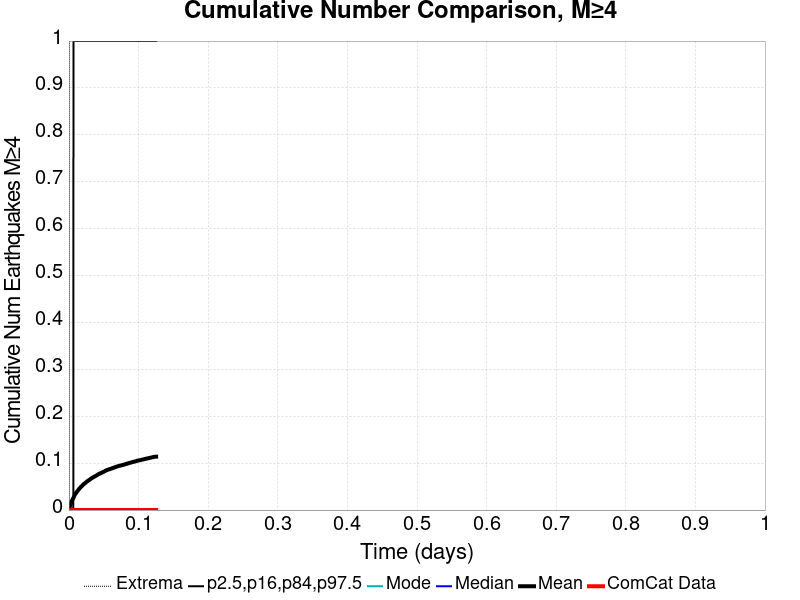 Cumulative Number Comparison, M≥4
Cumulative Num Earthquakes M≥4
1
0.9
0.8
0.7
0.6
0.5
0.4
0.3
0.2
0.1
0
0 0.1 0.2 0.3 0.4 0.5 0.6 0.7 0.8 0.9 1
Time (days)
Extrema p2.5,p16,p84,p97.5 Mode Median Mean ComCat Data